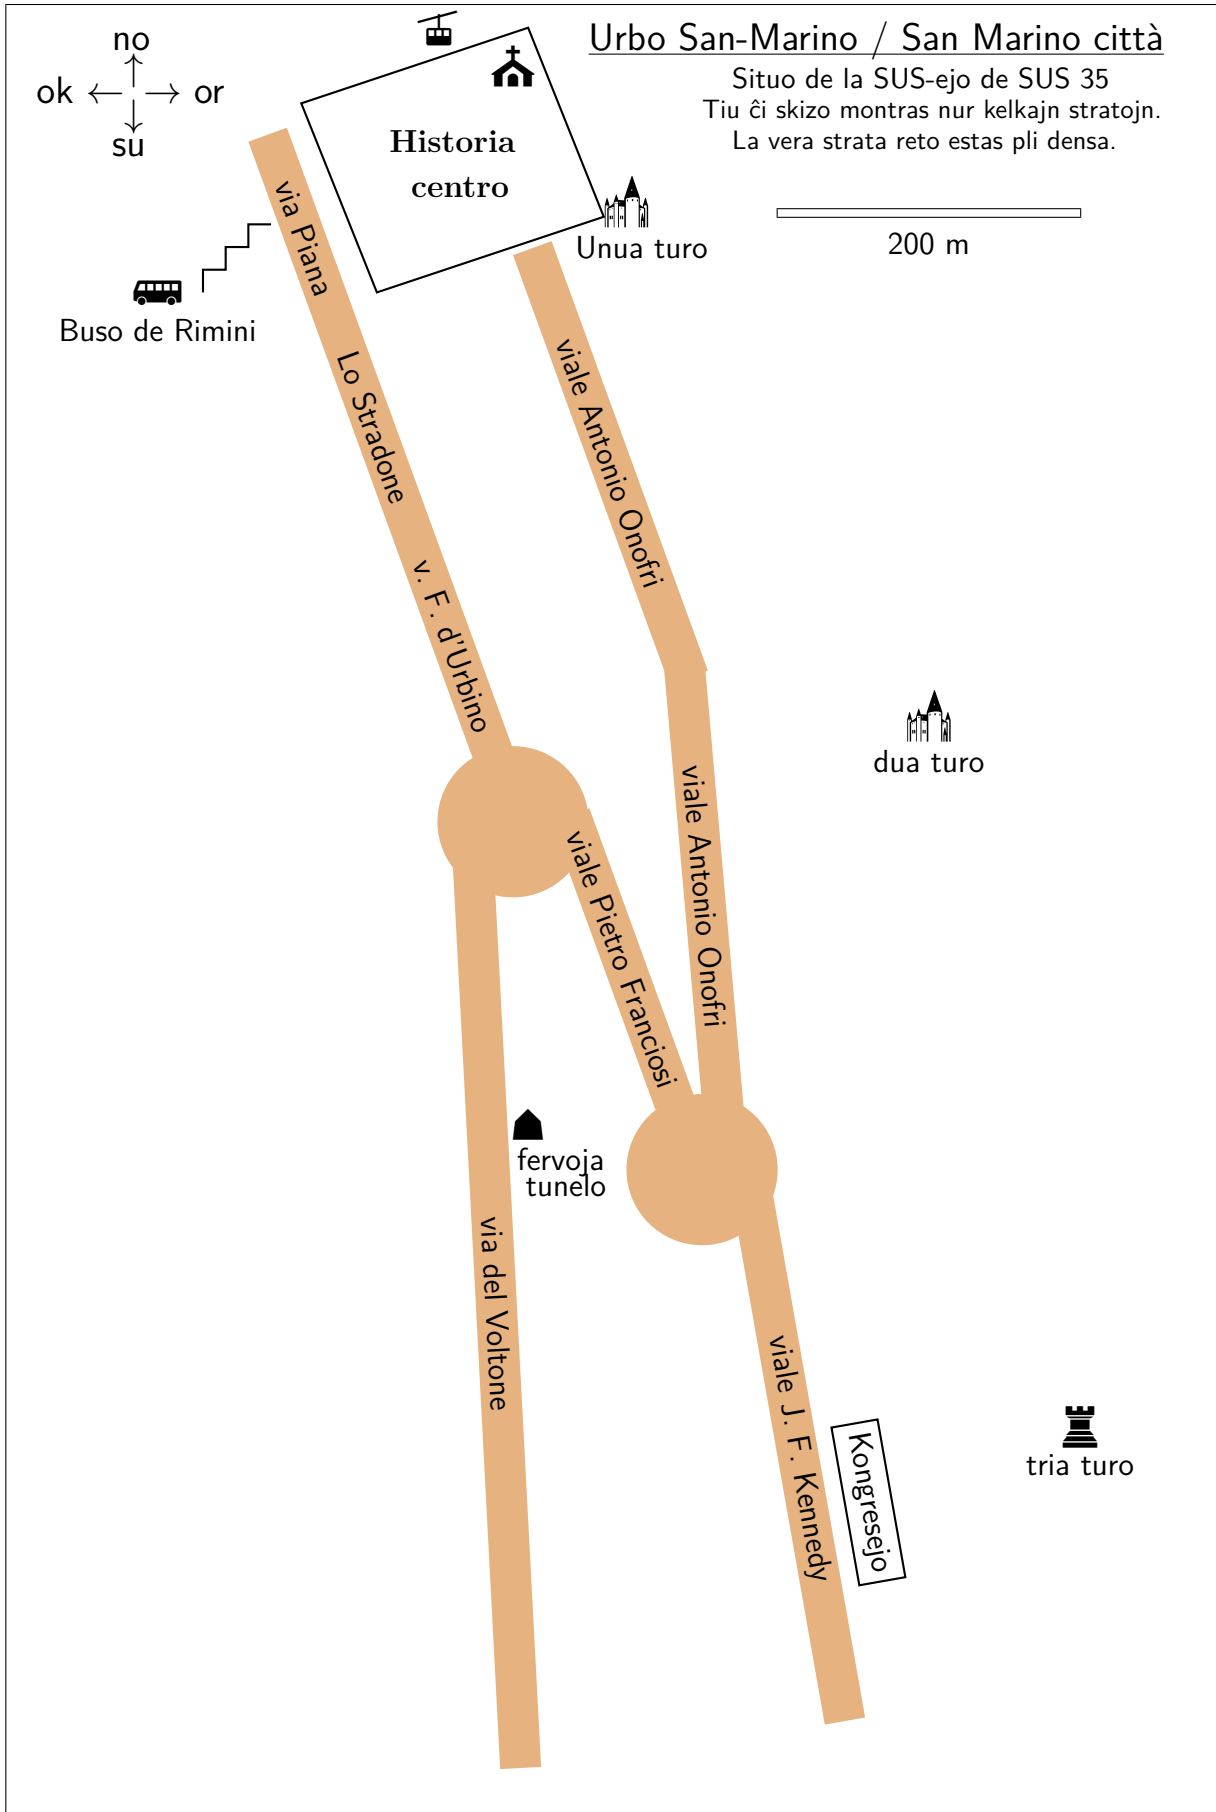 Urbo San-Marino / San Marino città
Situo de la SUS-ejo de SUS 35
Tiu ĉi skizo montras nur kelkajn stratojn.
La vera strata reto estas pli densa.
no
ok
or
su
Historia
centro
200 m
Unua turo
via Piana
Buso de Rimini
Lo Stradone
viale Antonio Onofri
v. F. d'Urbino
dua turo
viale Antonio Onofri
viale Pietro Franciosi
fervoja
tunelo
via del Voltone
viale J. F. Kennedy
Kongresejo
tria turo